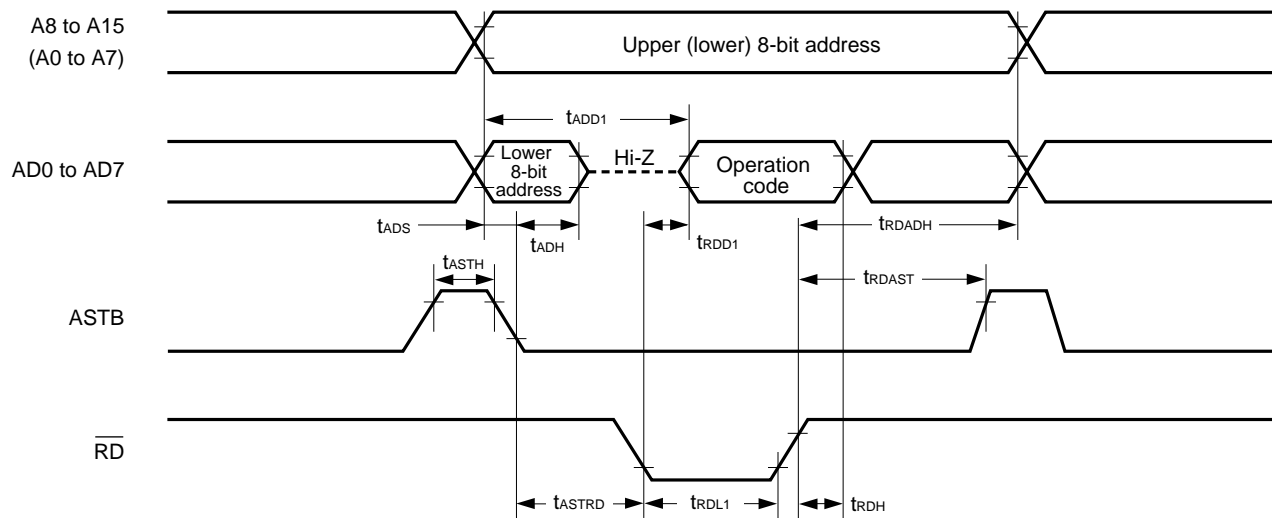 A8 to A15
(A0 to A7)
Upper (lower) 8-bit address
tADD1
AD0 to AD7
Lower
8-bit
address
Hi-Z
Operation
code
tADS
tADH
tRDD1
tRDADH
tASTH
tRDAST
ASTB
RD
tASTRD
tRDL1
tRDH